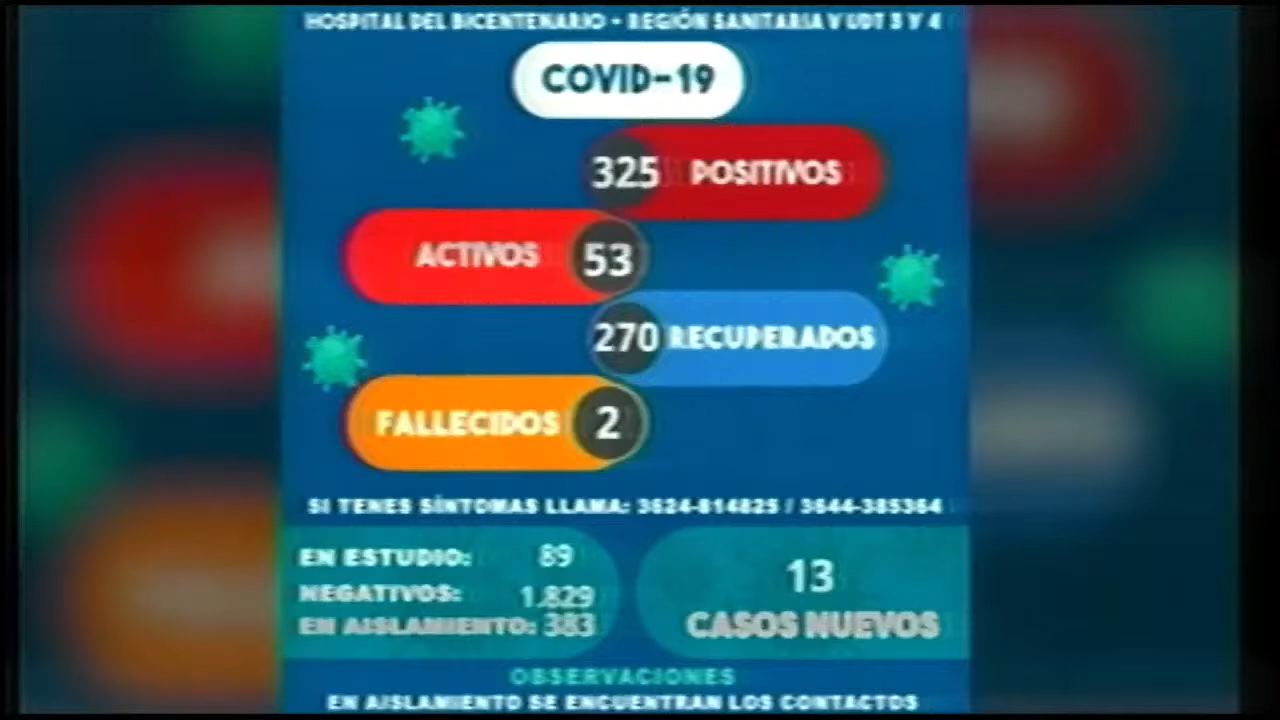 HOSPITAL DEL BICENTENARIO - REGIÓN SANITARIA V UDT 3 Y 4
COVID-19
325 POSITIVOS
ACTIVOS 53
270 RECUPERADOS
FALLECIDOS 2
SI TENES SÍNTOMAS LLAMA: 3624-814825 / 3644-385364
EN ESTUDIO: 89
NEGATIVOS: 1.829
EN AISLAMIENTO: 383
13
CASOS NUEVOS
OBSERVACIONES
EN AISLAMIENTO SE ENCUENTRAN LOS CONTACTOS